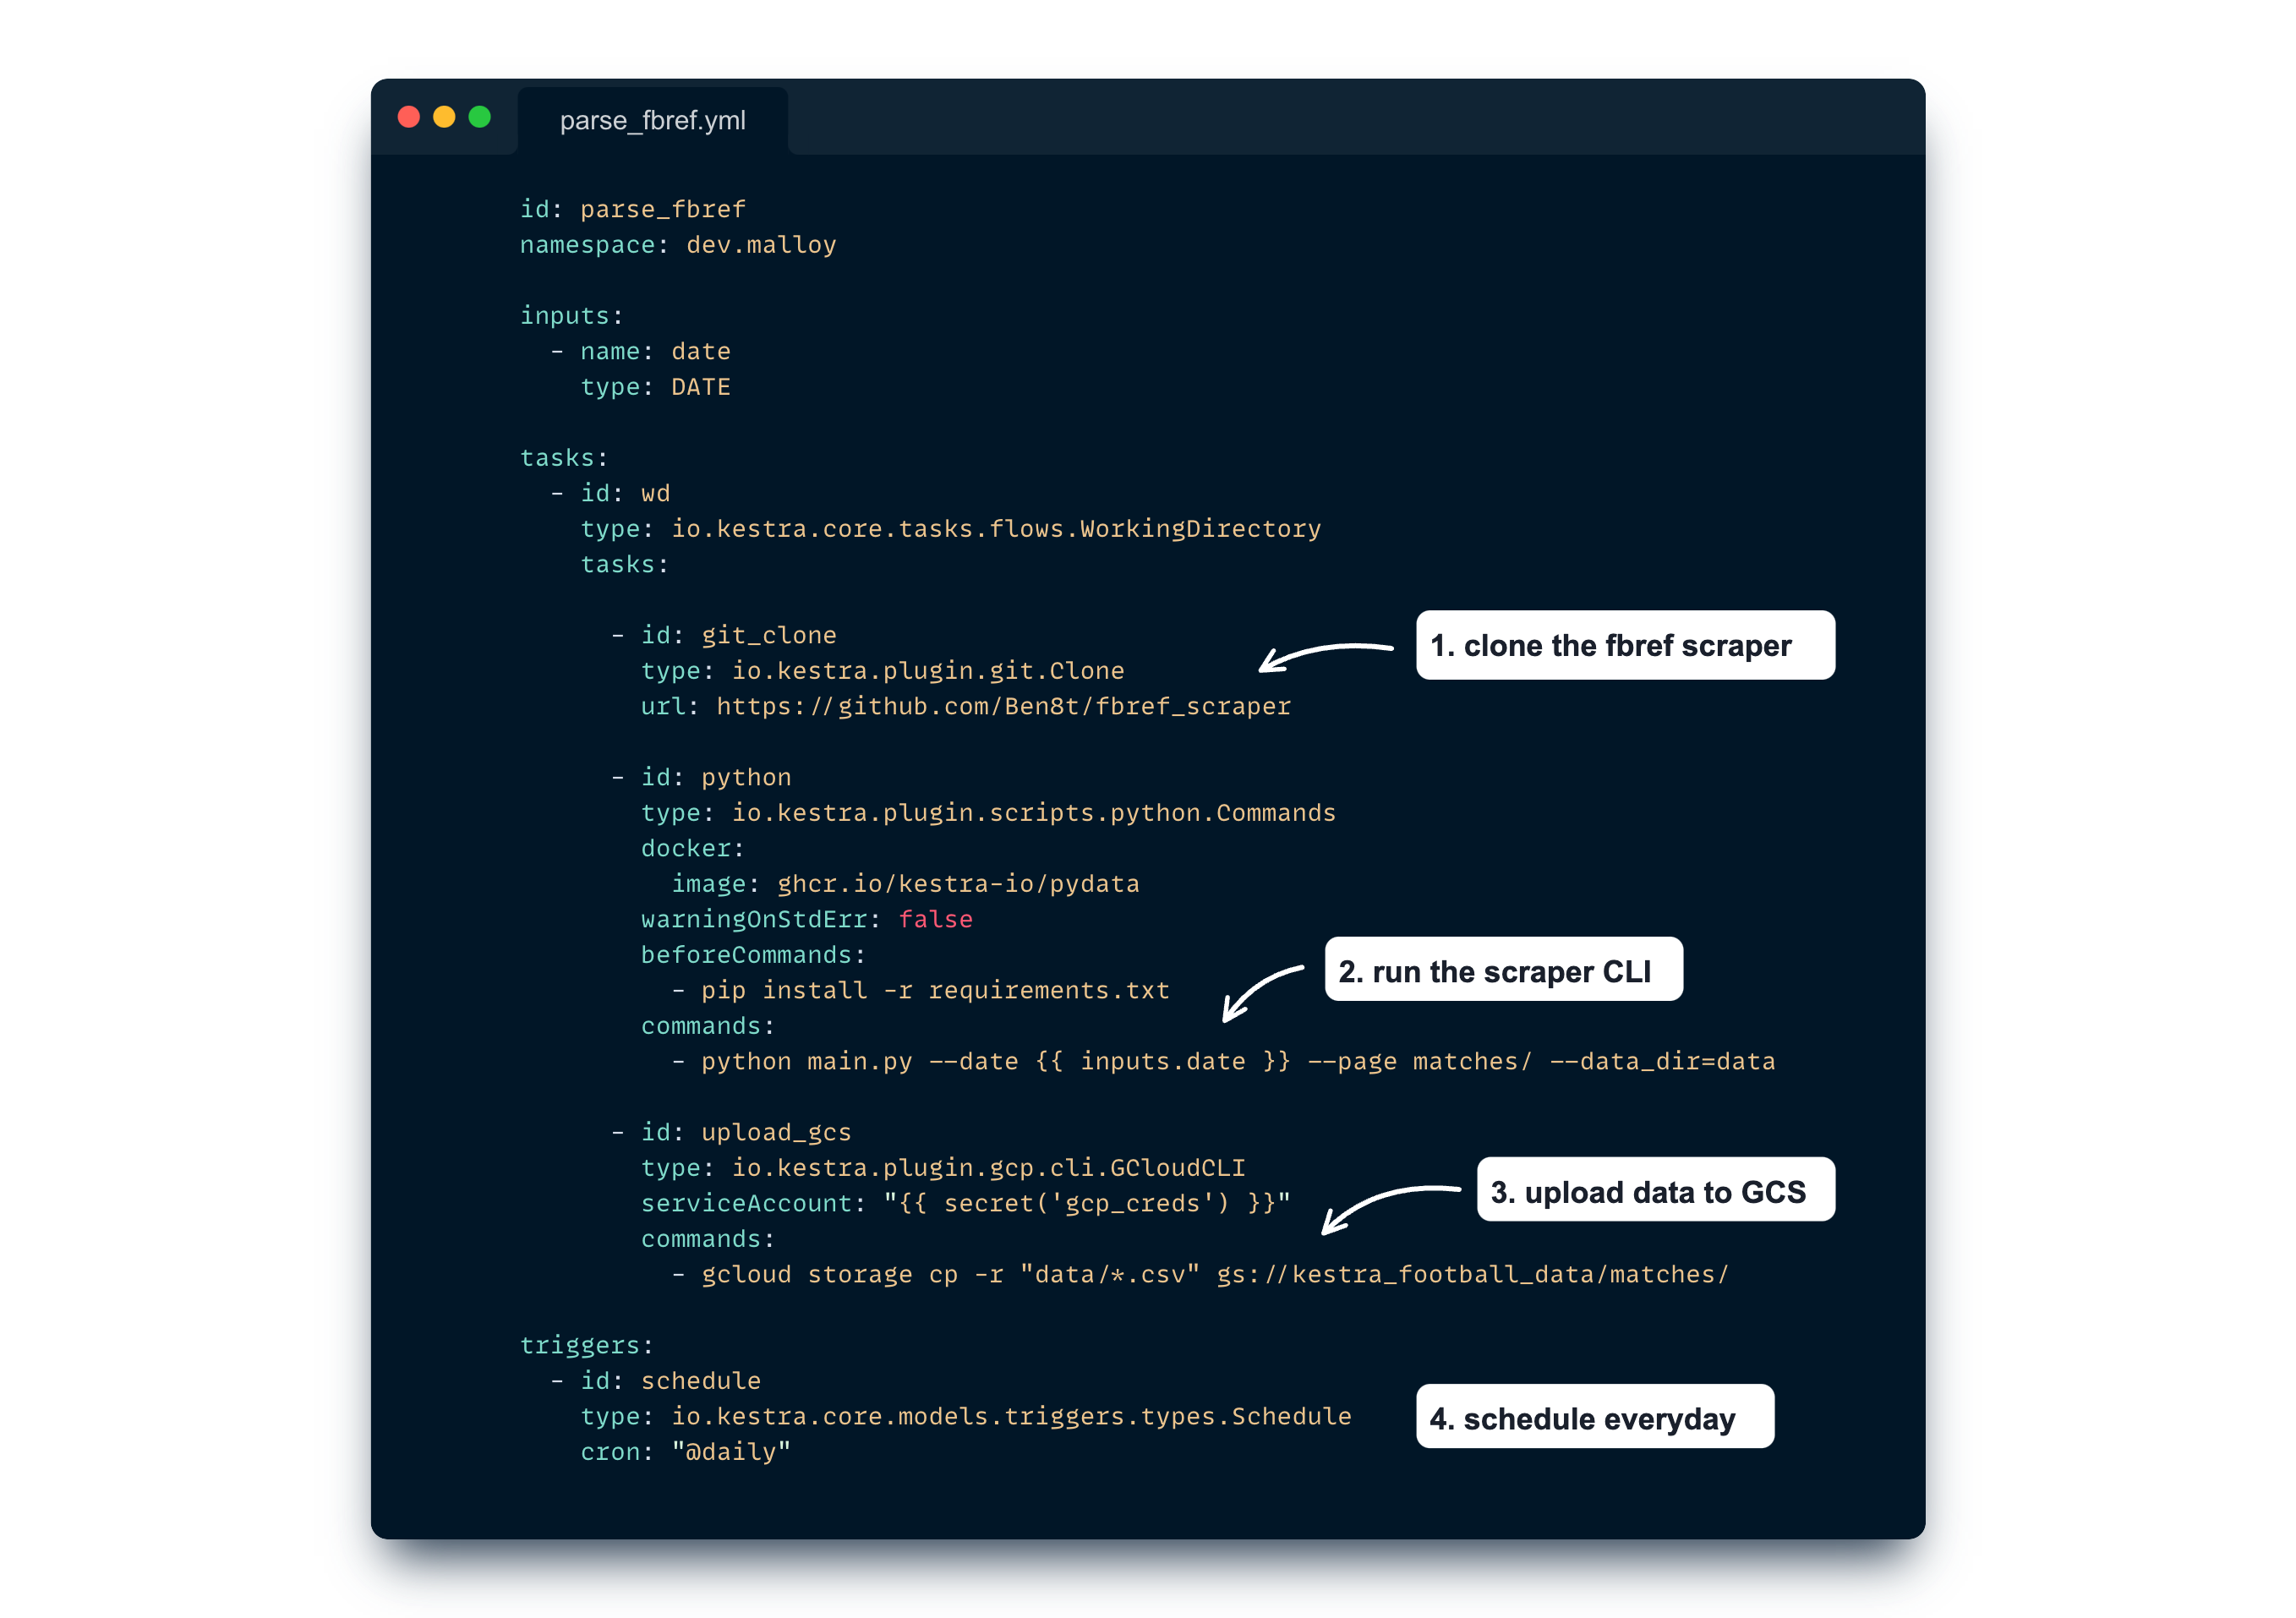 parse_fbref.yml
id: parse_fbref
namespace: dev.malloy
inputs:
  - name: date
    type: DATE
tasks:
  - id: wd
    type: io.kestra.core.tasks.flows.WorkingDirectory
    tasks:
      - id: git_clone
        type: io.kestra.plugin.git.Clone
        url: https://github.com/Ben8t/fbref_scraper
1. clone the fbref scraper
      - id: python
        type: io.kestra.plugin.scripts.python.Commands
        docker:
          image: ghcr.io/kestra-io/pydata
        warningOnStdErr: false
        beforeCommands:
          - pip install -r requirements.txt
        commands:
          - python main.py --date {{ inputs.date }} --page matches/ --data_dir=data
2. run the scraper CLI
      - id: upload_gcs
        type: io.kestra.plugin.gcp.cli.GCloudCLI
        serviceAccount: "{{ secret('gcp_creds') }}"
        commands:
          - gcloud storage cp -r "data/*.csv" gs://kestra_football_data/matches/
3. upload data to GCS
triggers:
  - id: schedule
    type: io.kestra.core.models.triggers.types.Schedule
    cron: "@daily"
4. schedule everyday